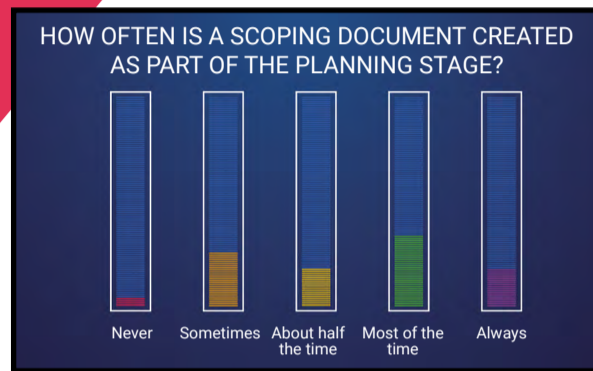 HOW OFTEN IS A SCOPING DOCUMENT CREATED
AS PART OF THE PLANNING STAGE?
Never
Sometimes
About half
the time
Most of the
time
Always